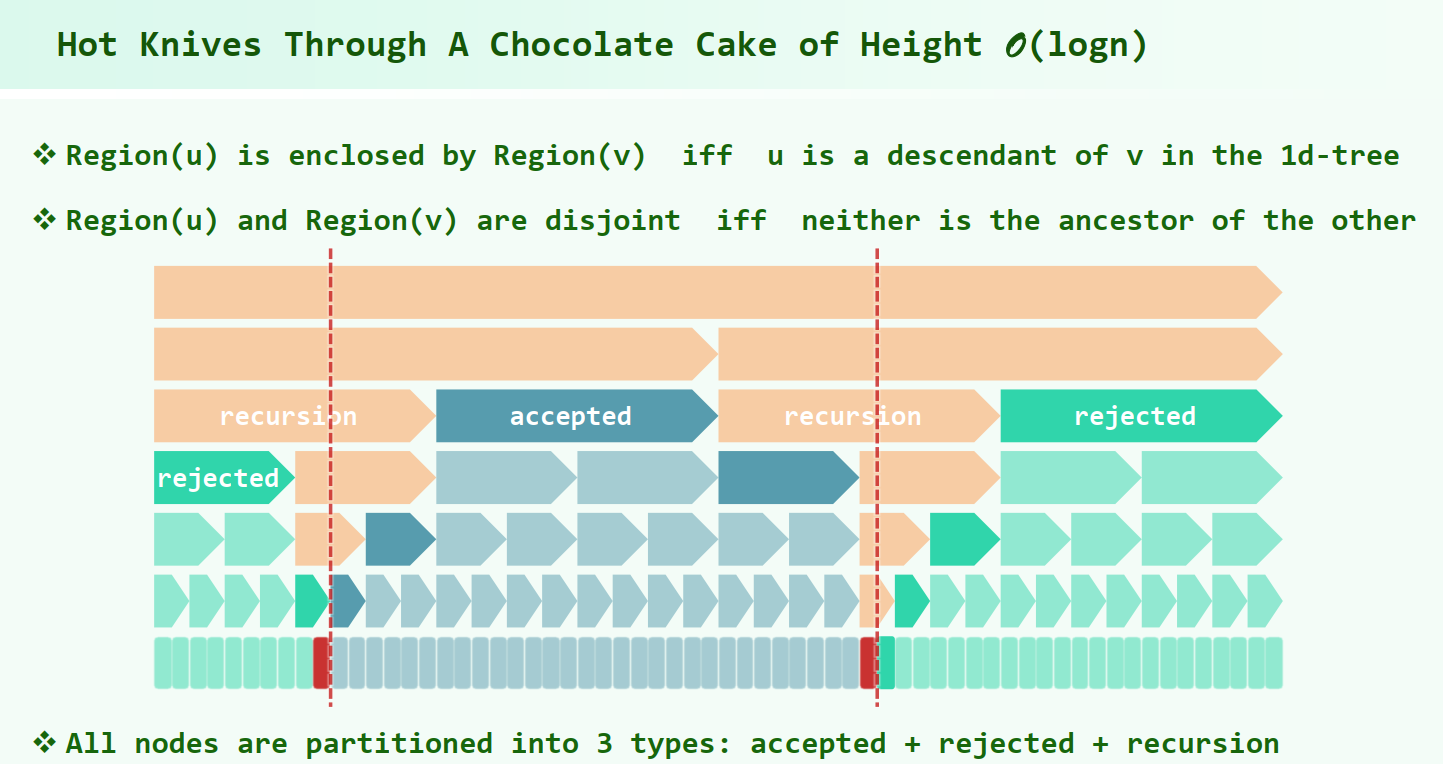 Hot Knives Through A Chocolate Cake of Height 𝒪(logn)
❖ Region(u) is enclosed by Region(v) iff u is a descendant of v in the 1d-tree
❖ Region(u) and Region(v) are disjoint iff neither is the ancestor of the other
recursion accepted recursion rejected
rejected
❖ All nodes are partitioned into 3 types: accepted + rejected + recursion